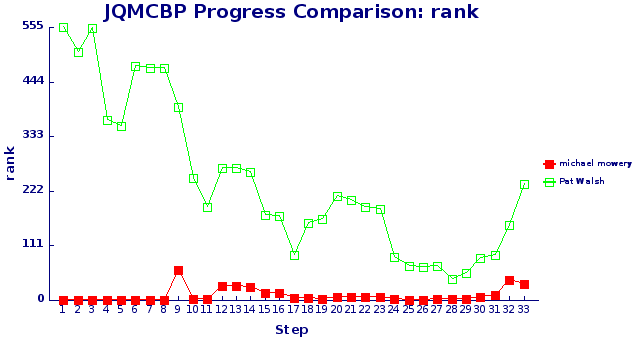 JQMCBP Progress Comparison: rank
555
444
333
222
111
0
rank
1 2 3 4 5 6 7 8 9 10 11 12 13 14 15 16 17 18 19 20 21 22 23 24 25 26 27 28 29 30 31 32 33
Step
michael mowery
Pat Walsh